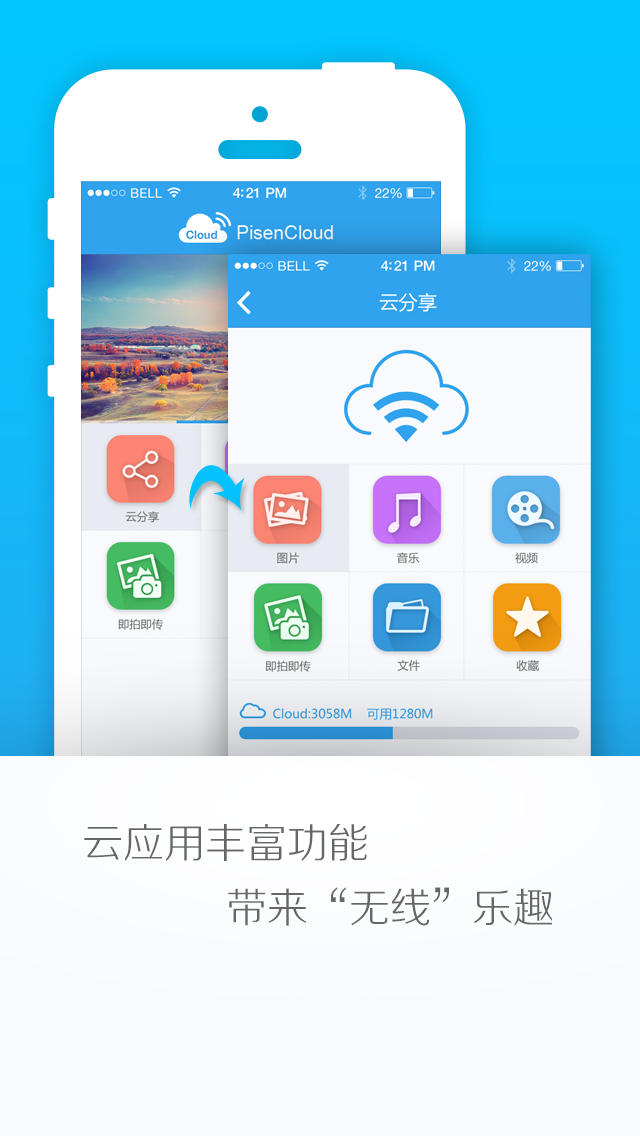 BELL 4:21 PM 22%
Cloud PisenCloud
BELL 4:21 PM 22%
云分享
云分享
即拍即传
图片 音乐 视频
即拍即传 文件 收藏
Cloud:3058M 可用1280M
云应用丰富功能
带来“无线”乐趣